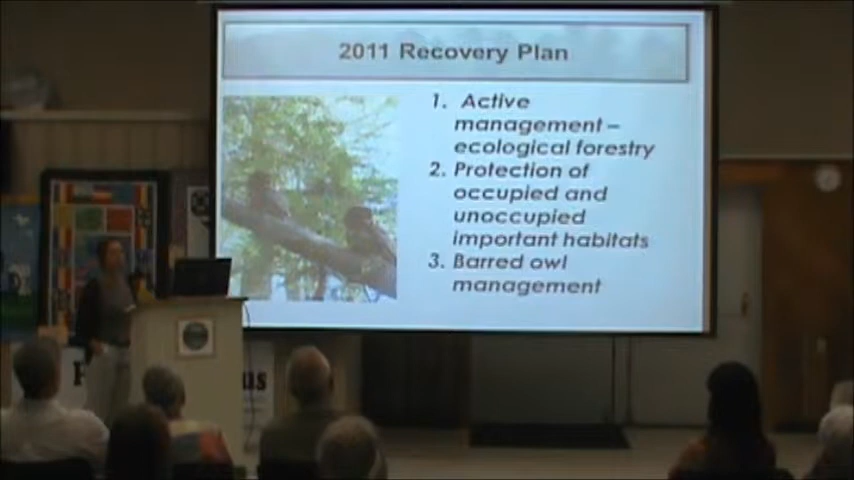 2011 Recovery Plan
1. Active
management –
ecological forestry
2. Protection of
occupied and
unoccupied
important habitats
3. Barred owl
management
us